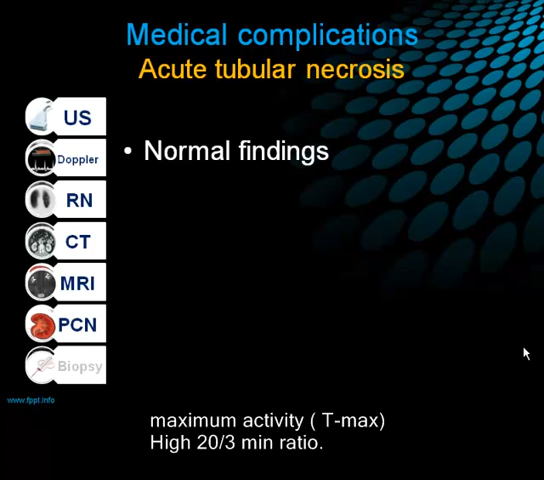 Medical complications
Acute tubular necrosis
US
Doppler
RN
CT
MRI
PCN
Biopsy
• Normal findings
www.fppt.info
maximum activity ( T-max)
High 20/3 min ratio.